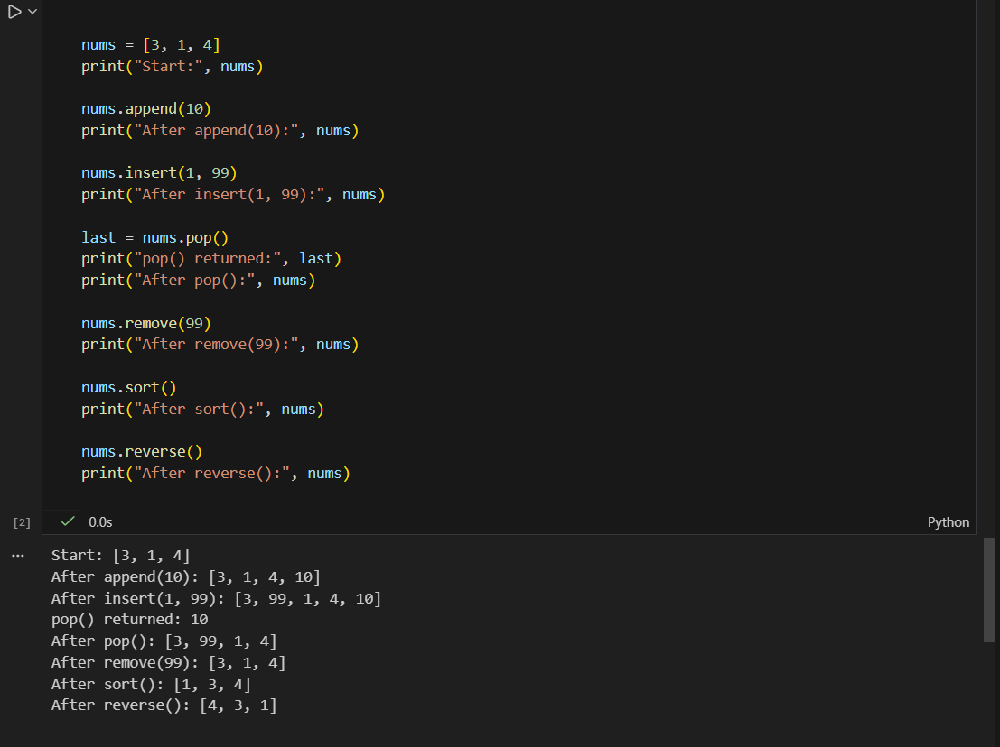 nums = [3, 1, 4]
print("Start:", nums)
nums.append(10)
print("After append(10):", nums)
nums.insert(1, 99)
print("After insert(1, 99):", nums)
last = nums.pop()
print("pop() returned:", last)
print("After pop():", nums)
nums.remove(99)
print("After remove(99):", nums)
nums.sort()
print("After sort():", nums)
nums.reverse()
print("After reverse():", nums)
[2] 0.0s Python
Start: [3, 1, 4]
After append(10): [3, 1, 4, 10]
After insert(1, 99): [3, 99, 1, 4, 10]
pop() returned: 10
After pop(): [3, 99, 1, 4]
After remove(99): [3, 1, 4]
After sort(): [1, 3, 4]
After reverse(): [4, 3, 1]